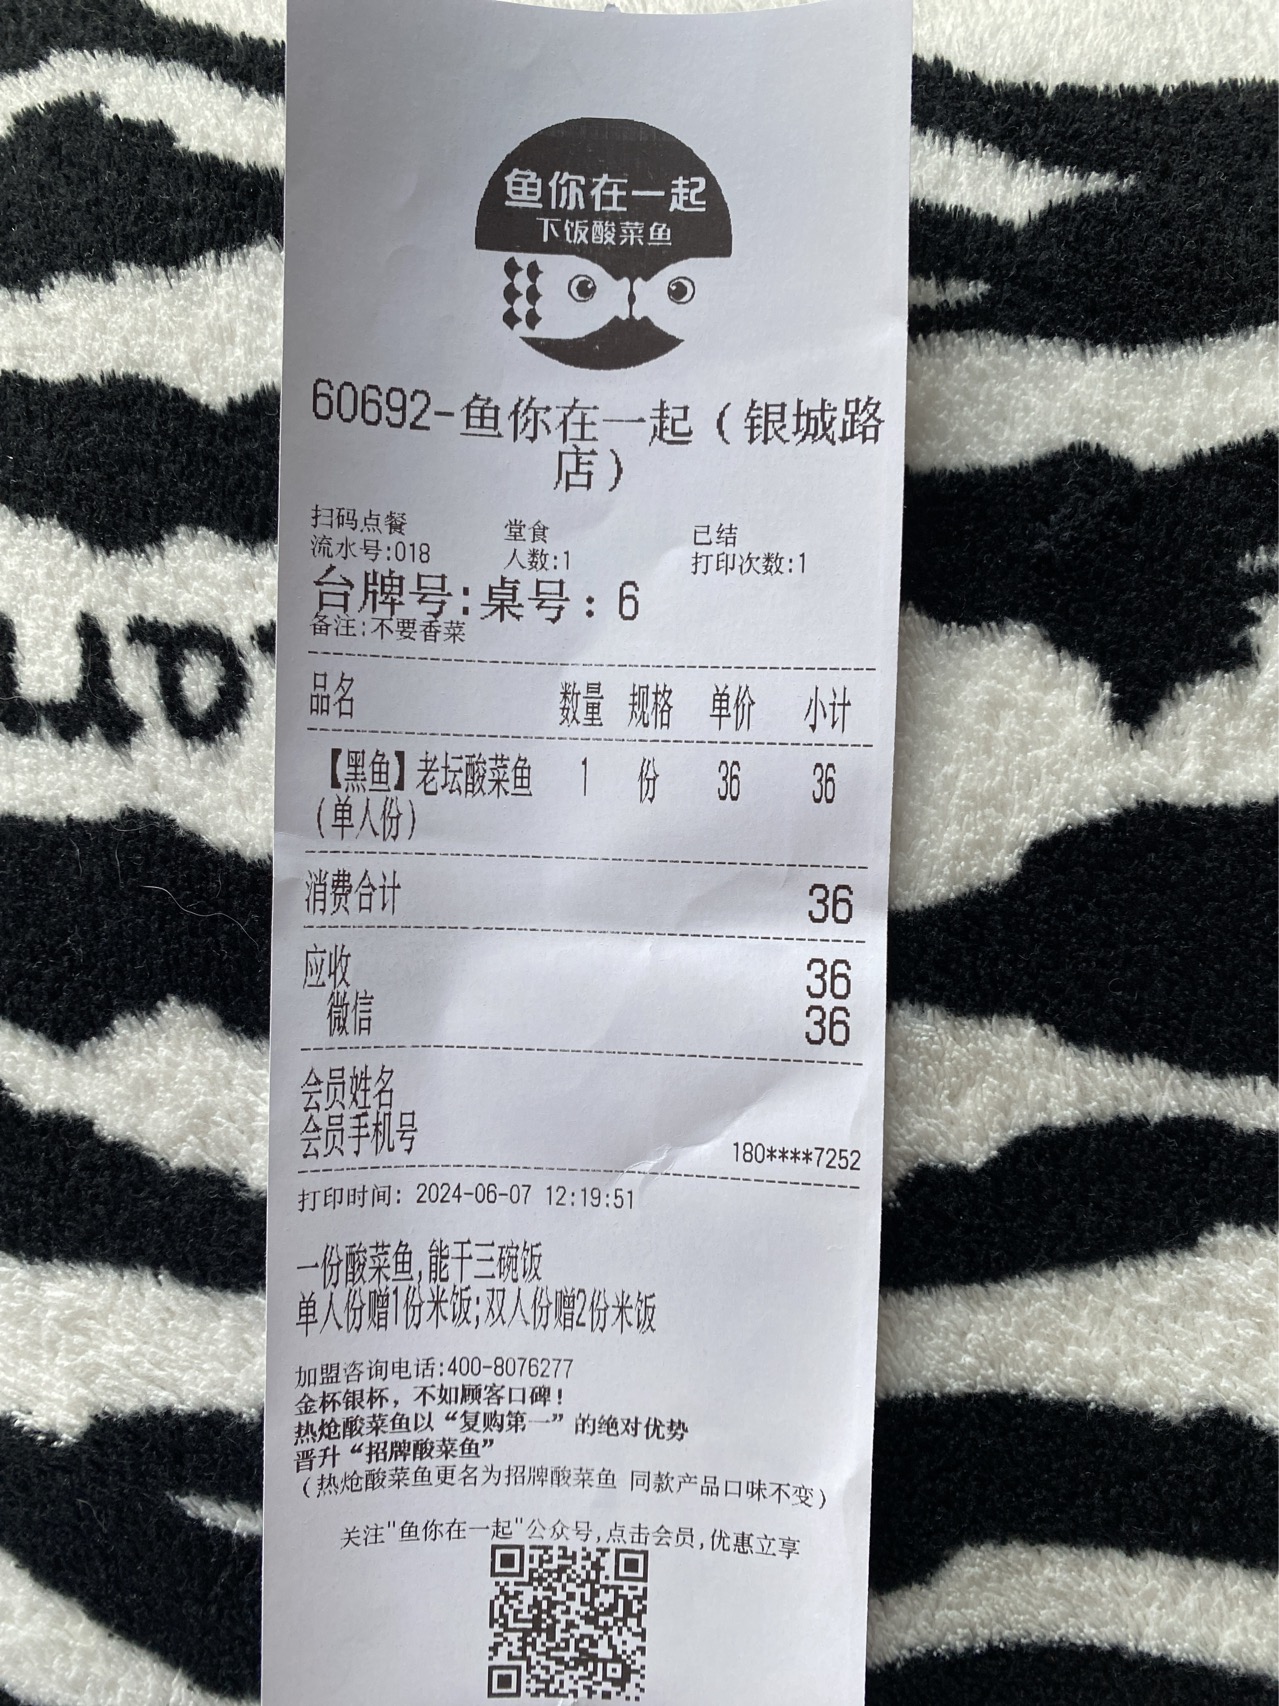 鱼你在一起
下饭酸菜鱼
60692-鱼你在一起（银城路
店）
扫码点餐 堂食 已结
流水号:018 人数:1 打印次数:1
台牌号:桌号：6
备注:不要香菜
品名 数量 规格 单价 小计
【黑鱼】老坛酸菜鱼 1 份 36 36
（单人份）
消费合计 36
应收 36
微信 36
会员姓名
会员手机号 180****7252
打印时间: 2024-06-07 12:19:51
一份酸菜鱼,能干三碗饭
单人份赠1份米饭;双人份赠2份米饭
加盟咨询电话:400-8076277
金杯银杯，不如顾客口碑！
热炝酸菜鱼以“复购第一”的绝对优势
晋升“招牌酸菜鱼”
（热炝酸菜鱼更名为招牌酸菜鱼 同款产品口味不变）
关注"鱼你在一起"公众号,点击会员,优惠立享